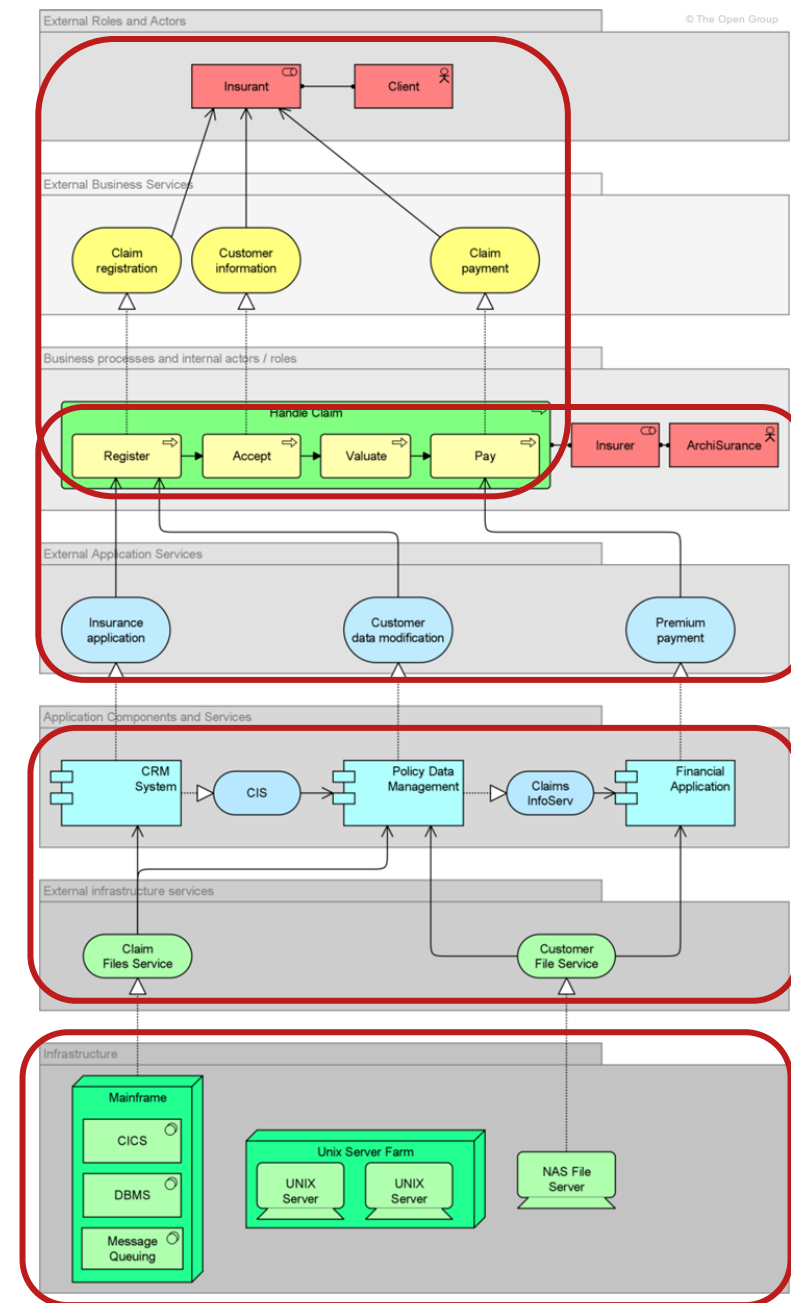 External Roles and Actors
© The Open Group
Insurant
Client
External Business Services
Claim
registration
Customer
information
Claim
payment
Business processes and internal actors / roles
Handle Claim
Register
Accept
Valuate
Pay
Insurer
ArchiSurance
External Application Services
Insurance
application
Customer
data modification
Premium
payment
Application Components and Services
CRM
System
CIS
Policy Data
Management
Claims
InfoServ
Financial
Application
External infrastructure services
Claim
Files Service
Customer
File Service
Infrastructure
Mainframe
CICS
DBMS
Message
Queuing
Unix Server Farm
UNIX
Server
UNIX
Server
NAS File
Server